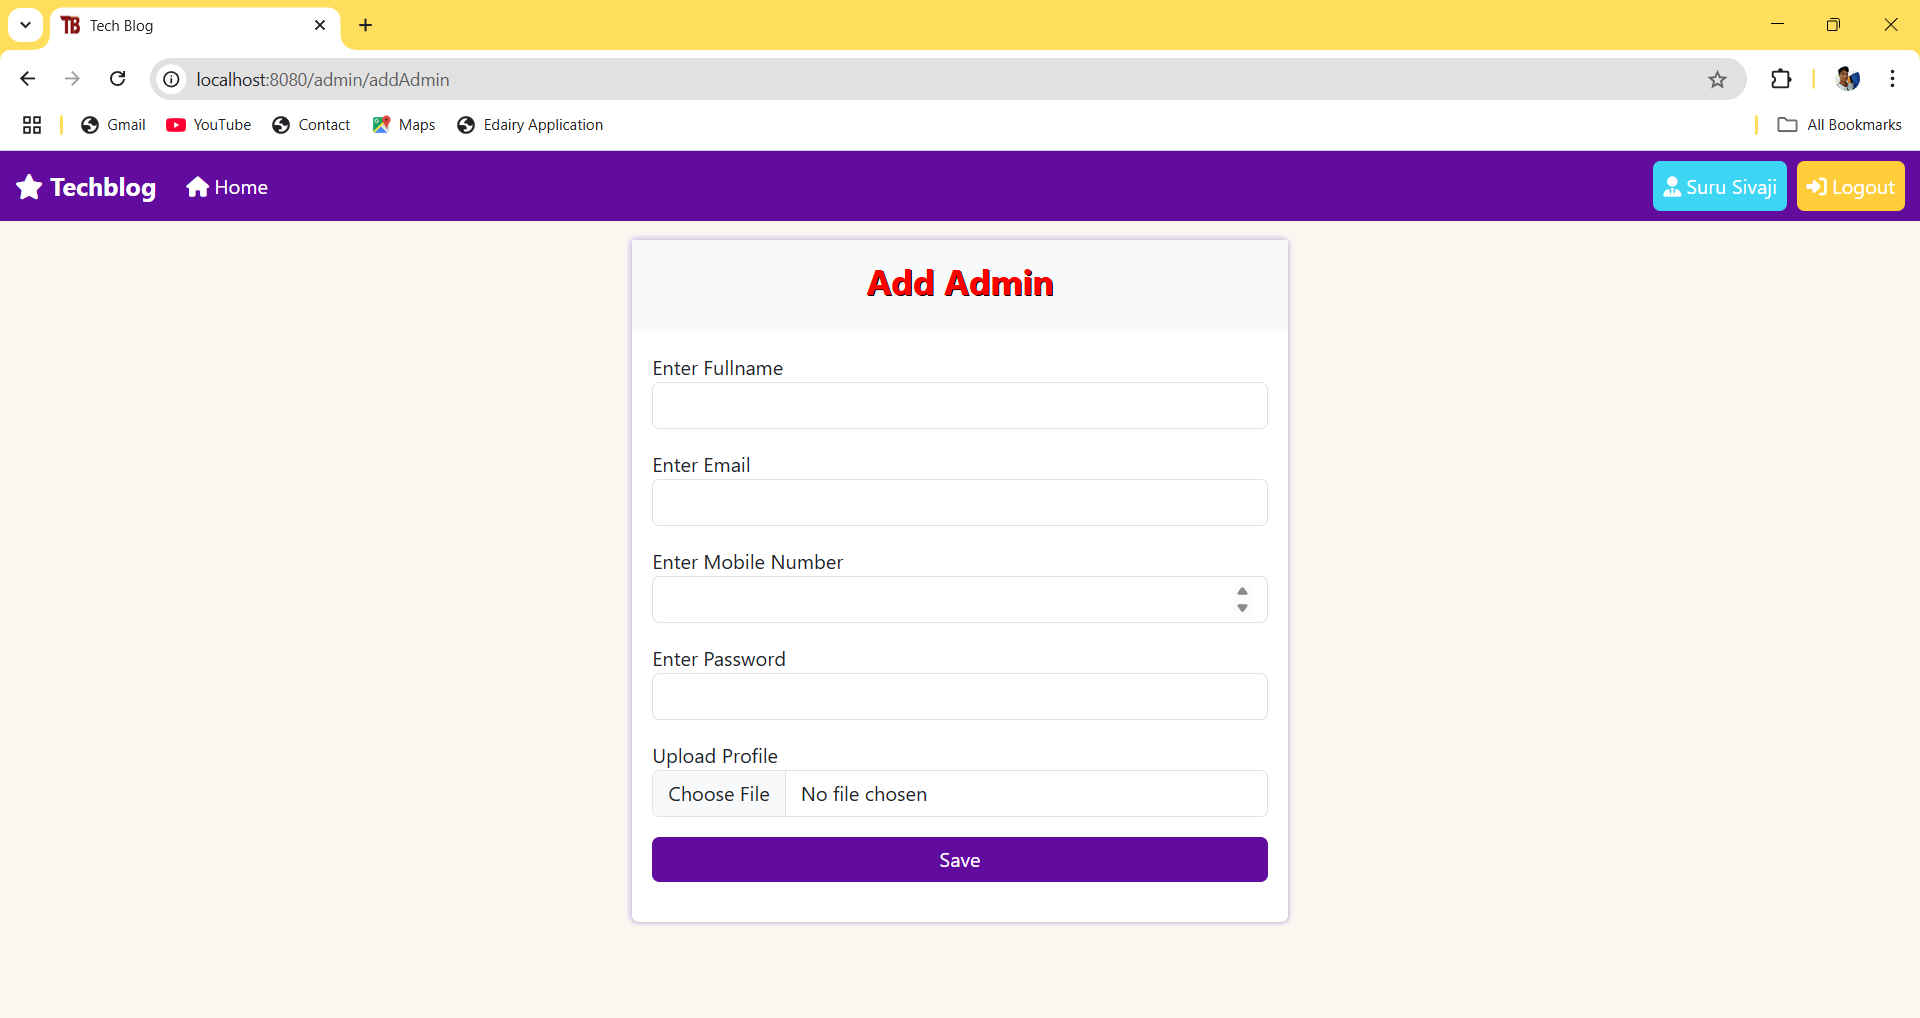 TB Tech Blog
localhost:8080/admin/addAdmin
Gmail YouTube Contact Maps Edairy Application All Bookmarks
Techblog Home Suru Sivaji Logout
Add Admin
Enter Fullname
Enter Email
Enter Mobile Number
Enter Password
Upload Profile
Choose File No file chosen
Save